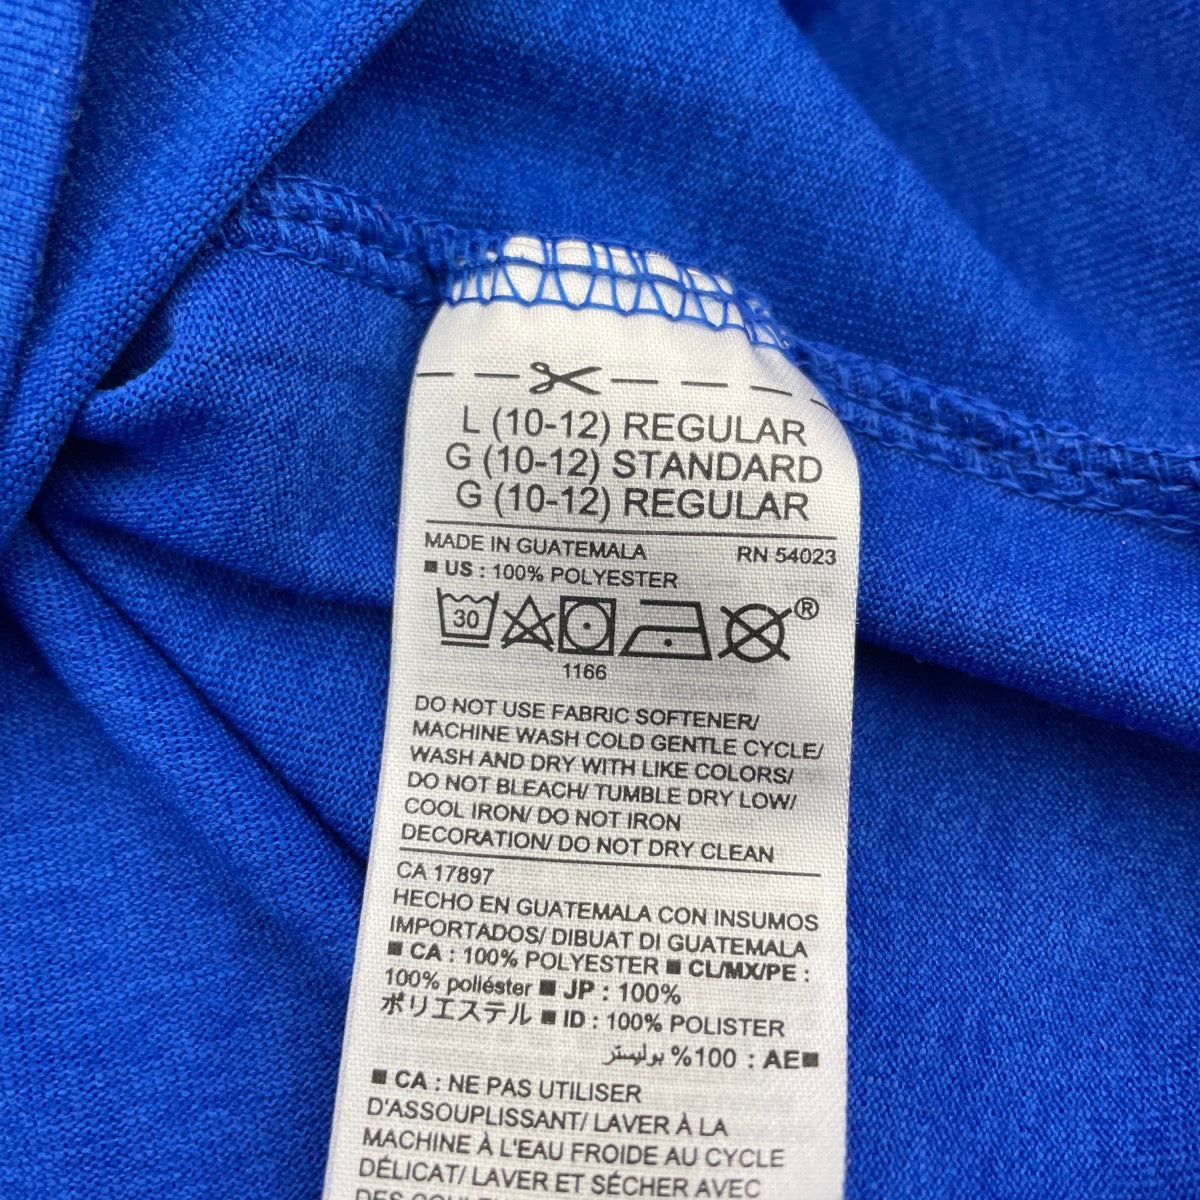 L (10-12) REGULAR
G (10-12) STANDARD
G (10-12) REGULAR
MADE IN GUATEMALA RN 54023
■ US : 100% POLYESTER
30 ®
1166
DO NOT USE FABRIC SOFTENER/
MACHINE WASH COLD GENTLE CYCLE/
WASH AND DRY WITH LIKE COLORS/
DO NOT BLEACH/ TUMBLE DRY LOW/
COOL IRON/ DO NOT IRON
DECORATION/ DO NOT DRY CLEAN
CA 17897
HECHO EN GUATEMALA CON INSUMOS
IMPORTADOS/ DIBUAT DI GUATEMALA
■ CA : 100% POLYESTER ■ CL/MX/PE :
100% poliéster ■ JP : 100%
ポリエステル ■ ID : 100% POLISTER
■AE : 100% بوليستر
■ CA : NE PAS UTILISER
D'ASSOUPLISSANT/ LAVER À LA
MACHINE À L'EAU FROIDE AU CYCLE
DÉLICAT/ LAVER ET SÉCHER AVEC